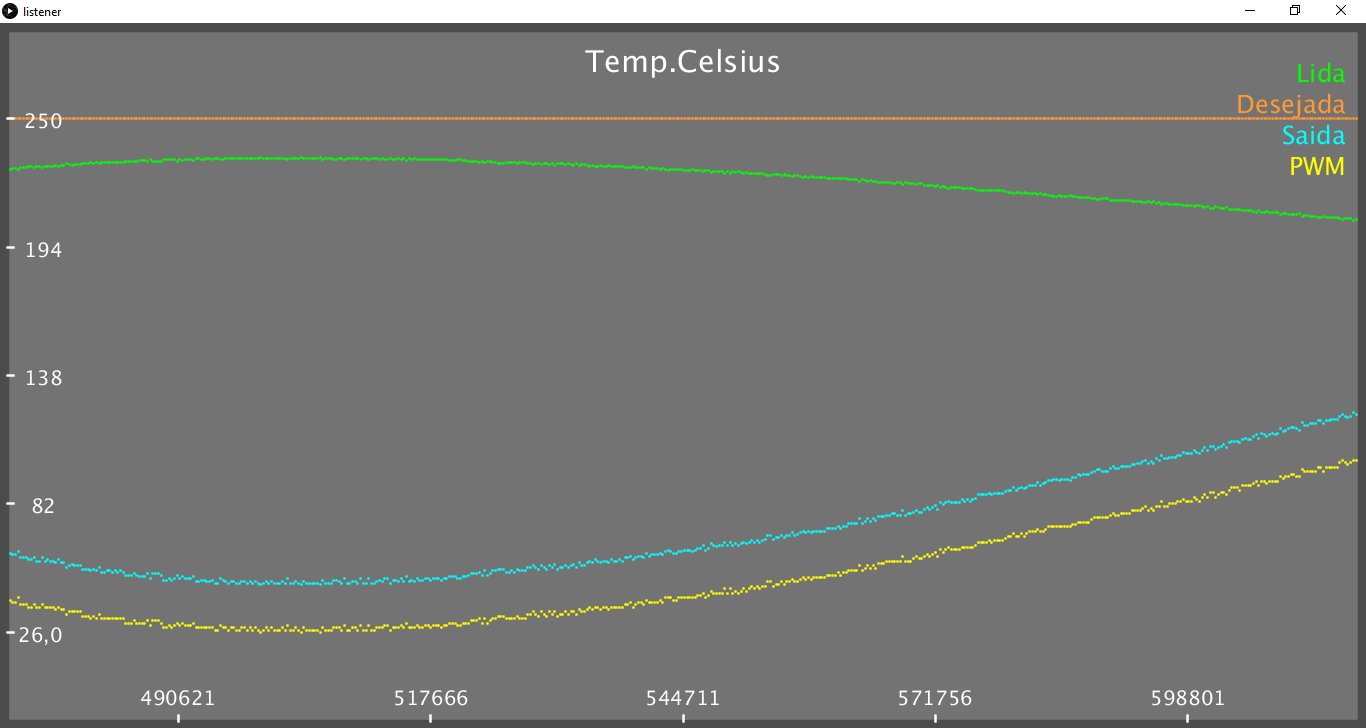 listener
Temp.Celsius
Lida
Desejada
Saida
PWM
250
194
138
82
26,0
490621 517666 544711 571756 598801